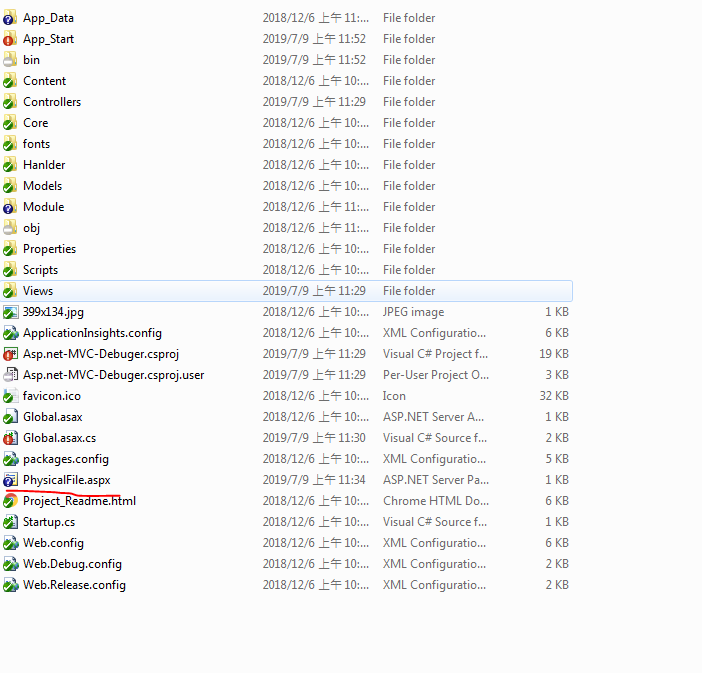 App_Data 2018/12/6 上午 11:... File folder
App_Start 2019/7/9 上午 11:52 File folder
bin 2019/7/9 上午 11:52 File folder
Content 2018/12/6 上午 10:... File folder
Controllers 2019/7/9 上午 11:29 File folder
Core 2018/12/6 上午 10:... File folder
fonts 2018/12/6 上午 10:... File folder
Hanlder 2018/12/6 上午 10:... File folder
Models 2018/12/6 上午 10:... File folder
Module 2018/12/6 上午 11:... File folder
obj 2018/12/6 上午 11:... File folder
Properties 2018/12/6 上午 10:... File folder
Scripts 2018/12/6 上午 10:... File folder
Views 2019/7/9 上午 11:29 File folder
399x134.jpg 2018/12/6 上午 10:... JPEG image 1 KB
ApplicationInsights.config 2018/12/6 上午 10:... XML Configuratio... 6 KB
Asp.net-MVC-Debuger.csproj 2019/7/9 上午 11:29 Visual C# Project f... 19 KB
Asp.net-MVC-Debuger.csproj.user 2019/7/9 上午 11:29 Per-User Project O... 3 KB
favicon.ico 2018/12/6 上午 10:... Icon 32 KB
Global.asax 2018/12/6 上午 10:... ASP.NET Server A... 1 KB
Global.asax.cs 2019/7/9 上午 11:30 Visual C# Source f... 2 KB
packages.config 2018/12/6 上午 10:... XML Configuratio... 5 KB
PhysicalFile.aspx 2019/7/9 上午 11:34 ASP.NET Server Pa... 1 KB
Project_Readme.html 2018/12/6 上午 10:... Chrome HTML Do... 6 KB
Startup.cs 2018/12/6 上午 10:... Visual C# Source f... 1 KB
Web.config 2018/12/6 上午 10:... XML Configuratio... 6 KB
Web.Debug.config 2018/12/6 上午 10:... XML Configuratio... 2 KB
Web.Release.config 2018/12/6 上午 10:... XML Configuratio... 2 KB